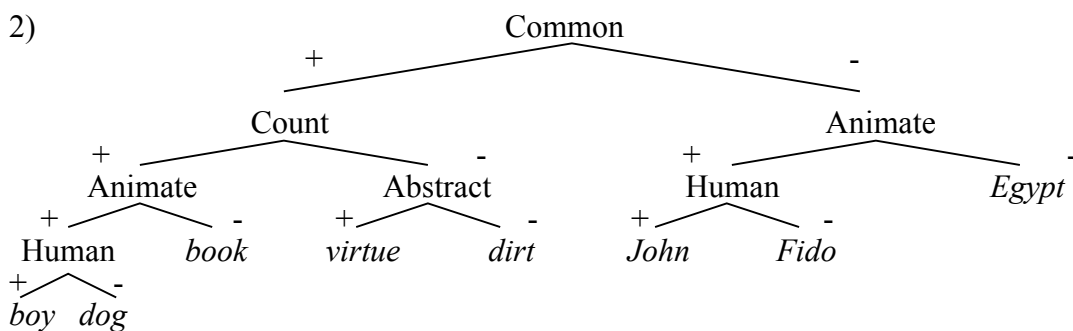 2) Common
+ -
Count Animate
+ - + -
Animate Abstract Human Egypt
+ - + - + -
Human book virtue dirt John Fido
+ -
boy dog